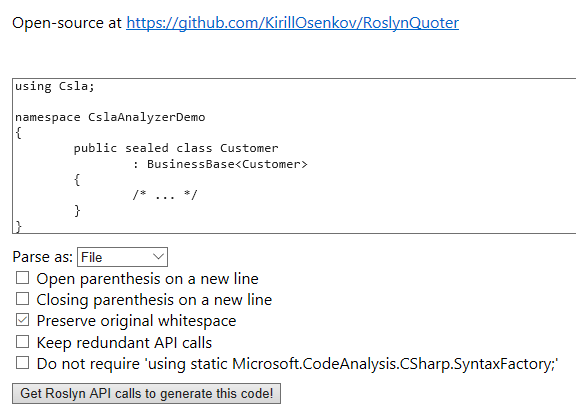 Open-source at https://github.com/KirillOsenkov/RoslynQuoter
using Csla;
namespace CslaAnalyzerDemo
{
public sealed class Customer
: BusinessBase<Customer>
{
/* ... */
}
}
Parse as: File
Open parenthesis on a new line
Closing parenthesis on a new line
Preserve original whitespace
Keep redundant API calls
Do not require 'using static Microsoft.CodeAnalysis.CSharp.SyntaxFactory;'
Get Roslyn API calls to generate this code!